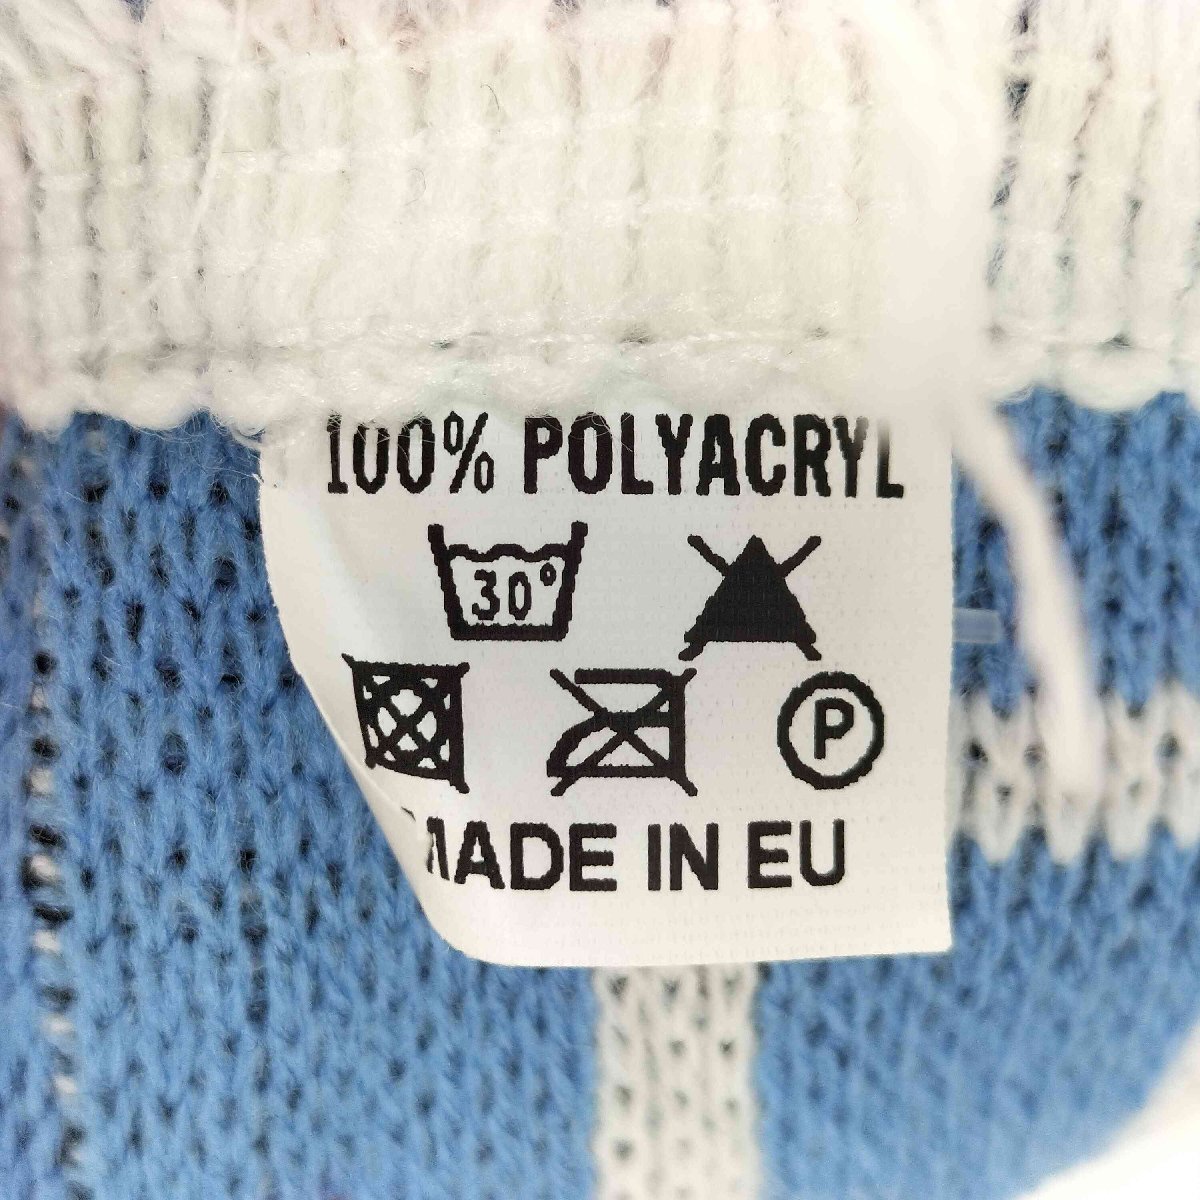 100% POLYACRYL
30°
P
MADE IN EU